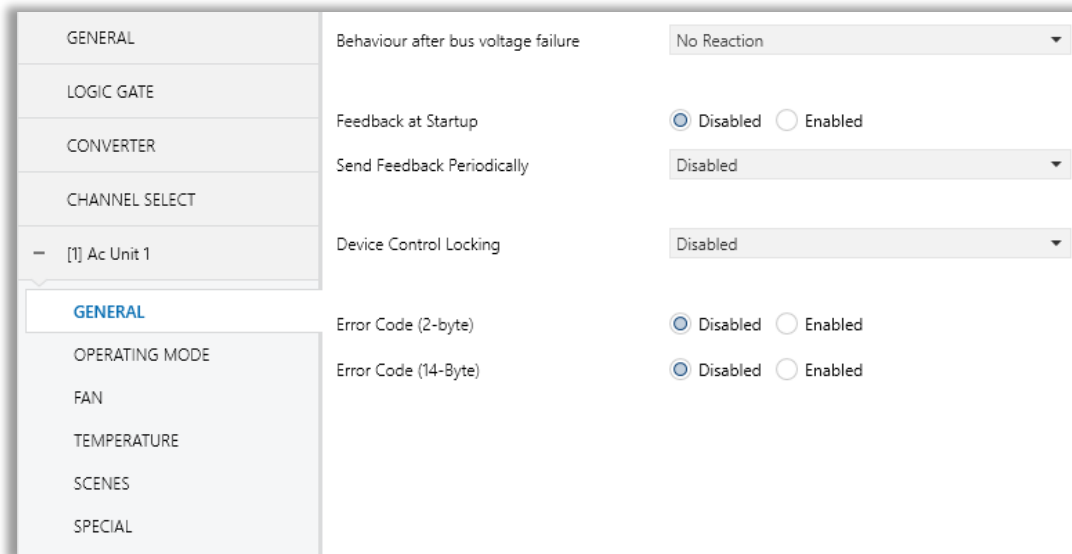 GENERAL
LOGIC GATE
CONVERTER
CHANNEL SELECT
– [1] Ac Unit 1
GENERAL
OPERATING MODE
FAN
TEMPERATURE
SCENES
SPECIAL
Behaviour after bus voltage failure No Reaction
Feedback at Startup Disabled Enabled
Send Feedback Periodically Disabled
Device Control Locking Disabled
Error Code (2-byte) Disabled Enabled
Error Code (14-Byte) Disabled Enabled